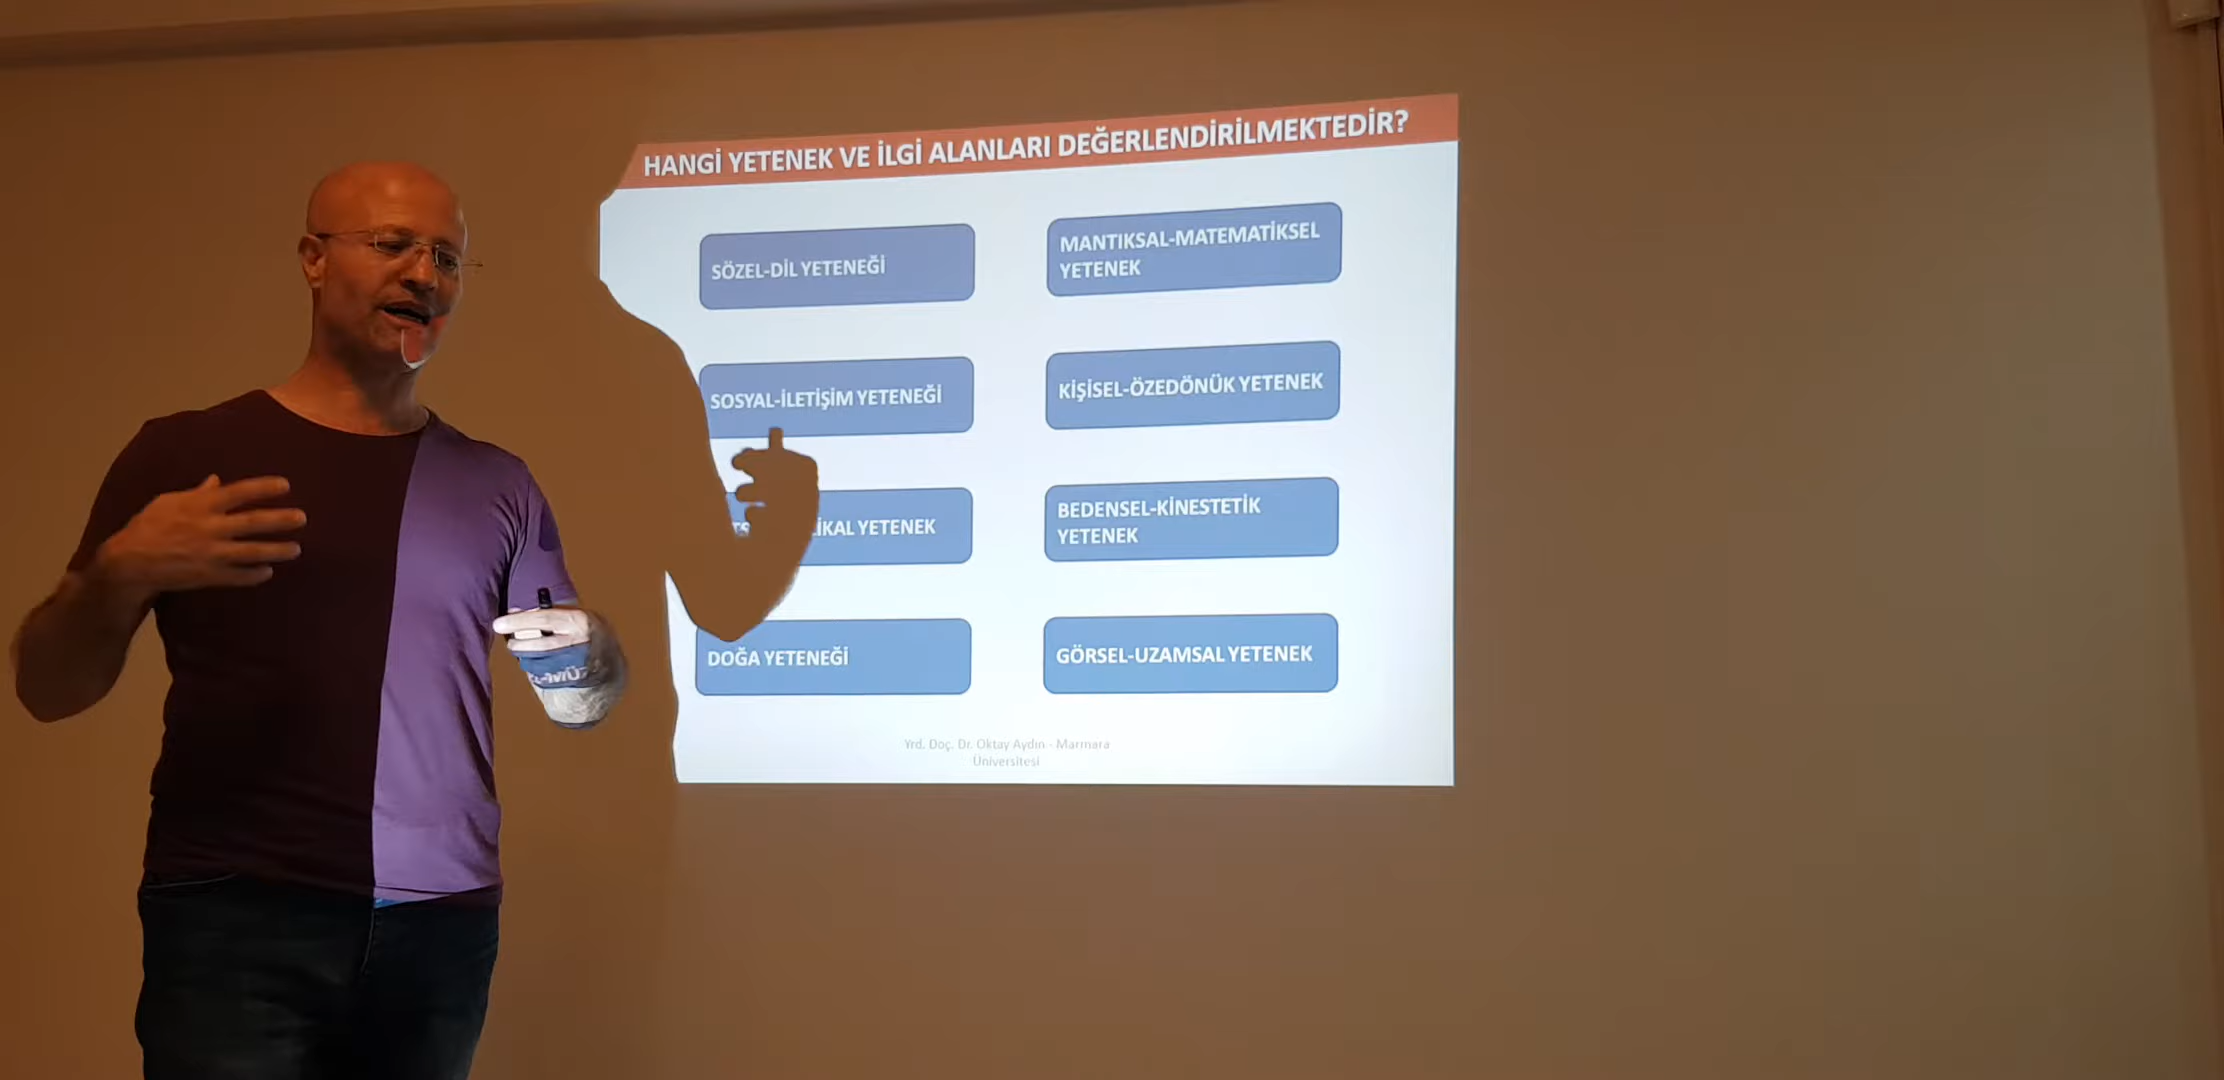 HANGİ YETENEK VE İLGİ ALANLARI DEĞERLENDİRİLMEKTEDİR?
SÖZEL-DİL YETENEĞİ
MANTIKSAL-MATEMATİKSEL
YETENEK
SOSYAL-İLETİŞİM YETENEĞİ
KİŞİSEL-ÖZEDÖNÜK YETENEK
YETENEK
BEDENSEL-KİNESTETİK
YETENEK
DOĞA YETENEĞİ
GÖRSEL-UZAMSAL YETENEK
Yrd. Doç. Dr. Oktay Aydın - Marmara
Üniversitesi